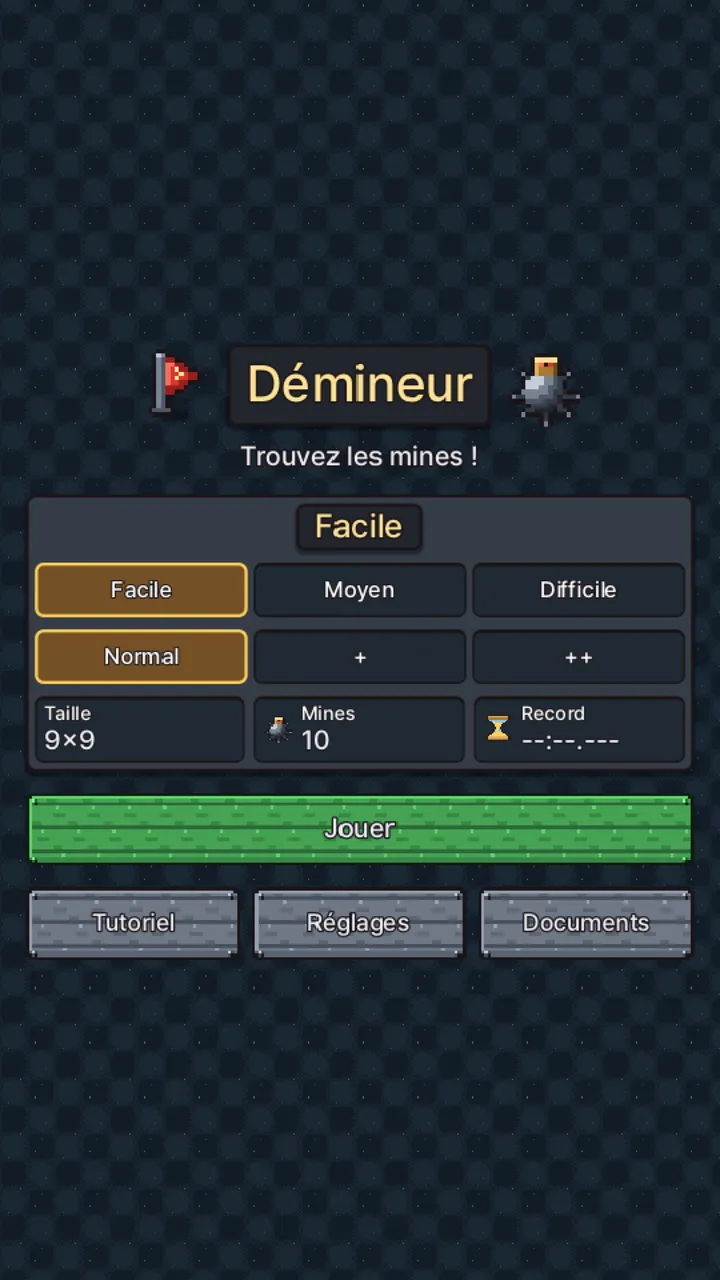 Démineur
Trouvez les mines !
Facile
Facile Moyen Difficile
Normal + ++
Taille Mines Record
9×9 10 --:--.---
Jouer
Tutoriel Réglages Documents